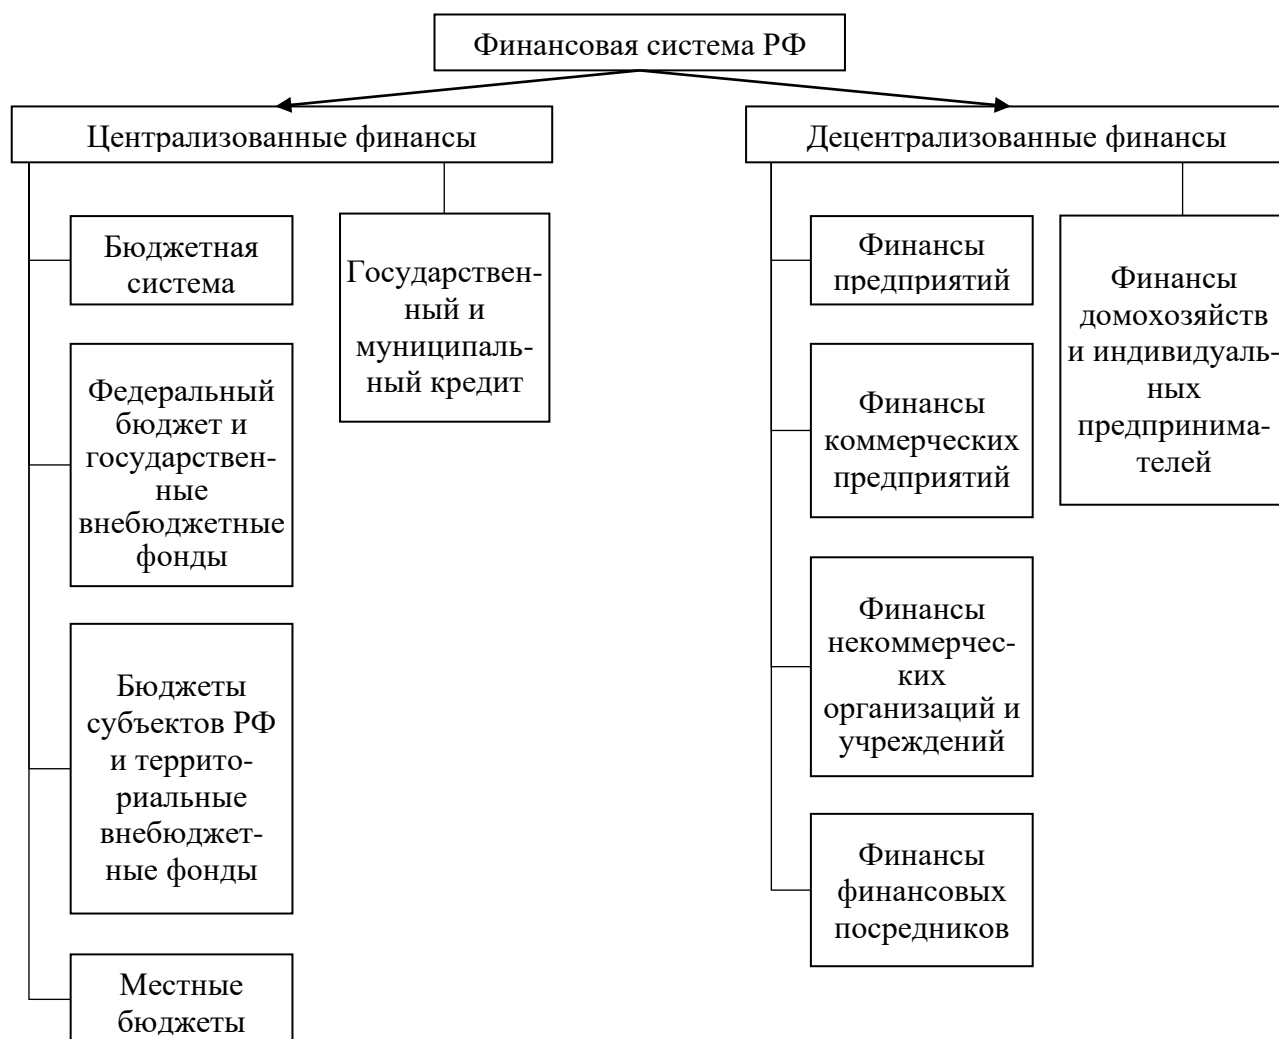 Финансовая система РФ
Централизованные финансы
Децентрализованные финансы
Бюджетная
система
Государствен-
ный и
муниципаль-
ный кредит
Федеральный
бюджет и
государствен-
ные
внебюджетные
фонды
Бюджеты
субъектов РФ
и террито-
риальные
внебюджет-
ные фонды
Местные
бюджеты
Финансы
предприятий
Финансы
домохозяйств
и индивидуаль-
ных
предпринима-
телей
Финансы
коммерческих
предприятий
Финансы
некоммерчес-
ких
организаций и
учреждений
Финансы
финансовых
посредников